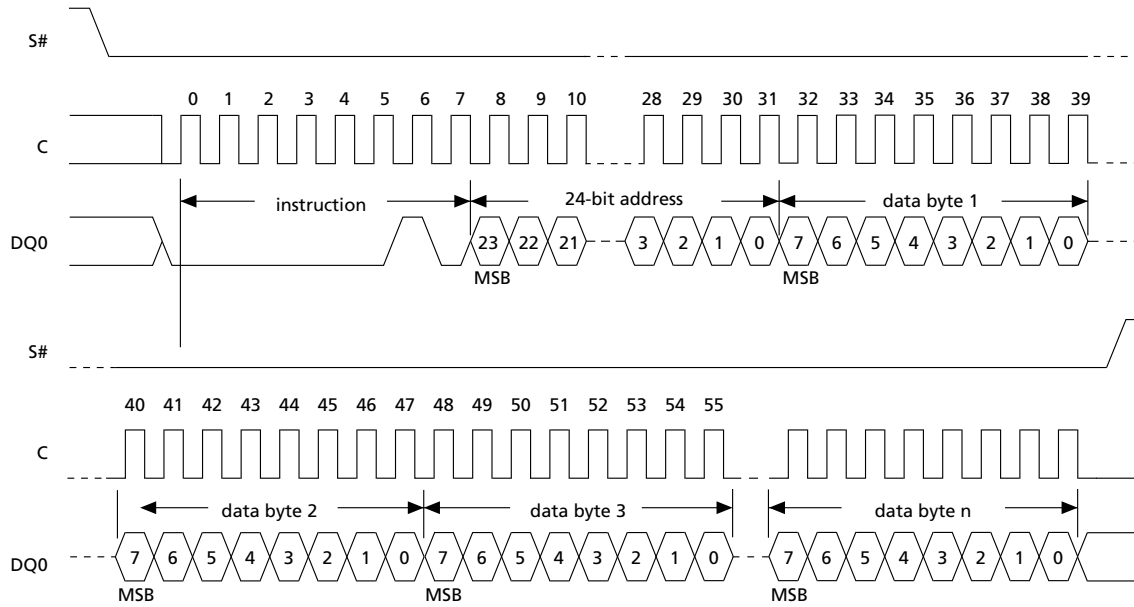 S#
0 1 2 3 4 5 6 7 8 9 10 28 29 30 31 32 33 34 35 36 37 38 39
C
instruction 24-bit address data byte 1
DQ0 23 22 21 3 2 1 0 7 6 5 4 3 2 1 0
MSB MSB
S#
40 41 42 43 44 45 46 47 48 49 50 51 52 53 54 55
C
data byte 2 data byte 3 data byte n
DQ0 7 6 5 4 3 2 1 0 7 6 5 4 3 2 1 0 7 6 5 4 3 2 1 0
MSB MSB MSB